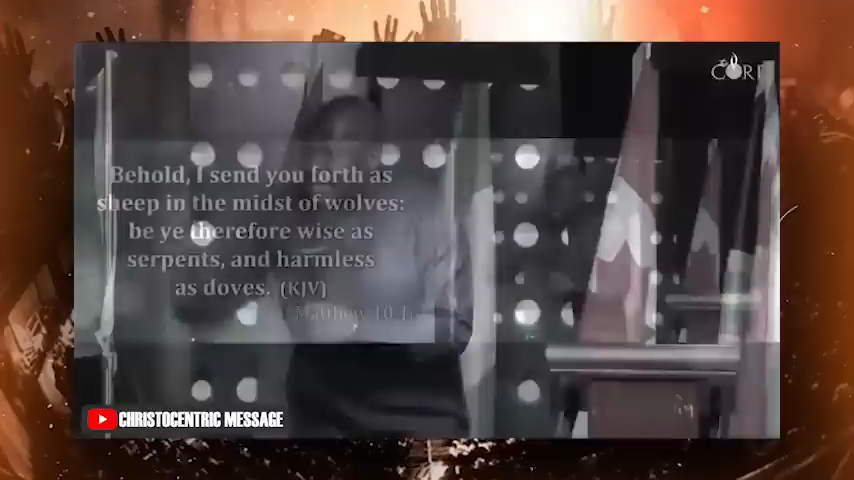 Behold, I send you forth as
sheep in the midst of wolves:
be ye therefore wise as
serpents, and harmless
as doves. (KJV)
Matthew 10:1
CHRISTOCENTRIC MESSAGE